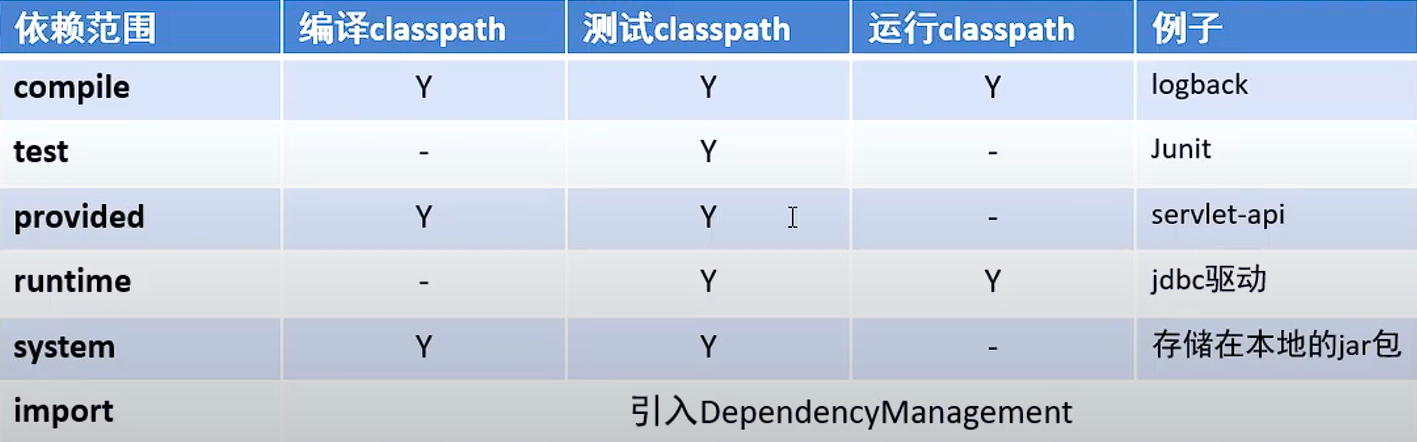 依赖范围 编译classpath 测试classpath 运行classpath 例子
compile Y Y Y logback
test - Y - Junit
provided Y Y - servlet-api
runtime - Y Y jdbc驱动
system Y Y - 存储在本地的jar包
import 引入DependencyManagement